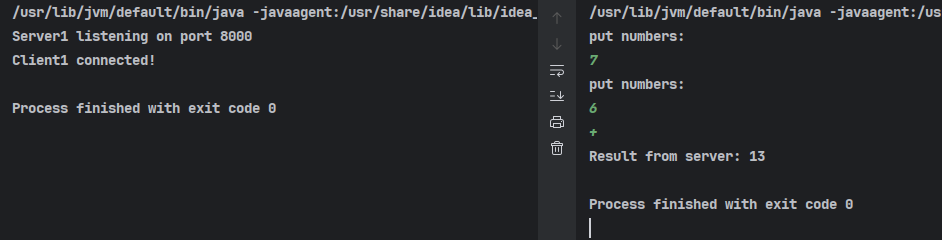 /usr/lib/jvm/default/bin/java -javaagent:/usr/share/idea/lib/idea_
Server1 listening on port 8000
Client1 connected!
Process finished with exit code 0
/usr/lib/jvm/default/bin/java -javaagent:/us
put numbers:
7
put numbers:
6
+
Result from server: 13
Process finished with exit code 0